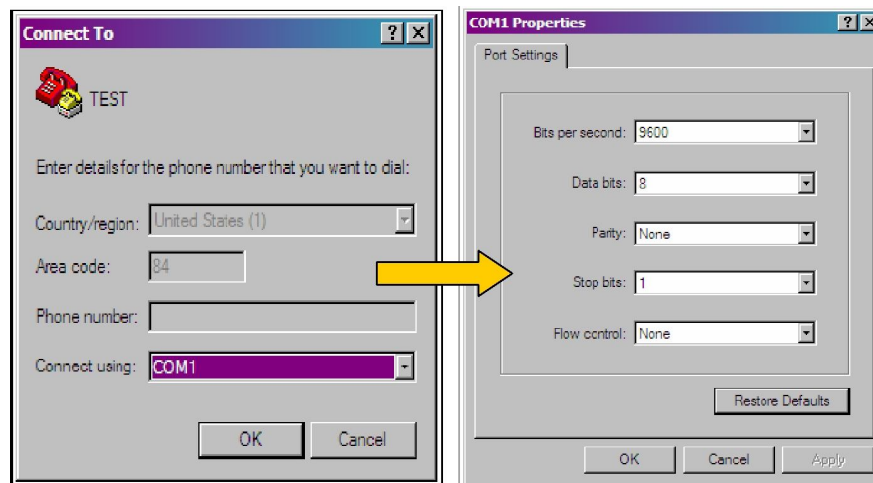 Connect To
TEST
Enter details for the phone number that you want to dial:
Country/region: United States (1)
Area code: 84
Phone number:
Connect using: COM1
OK Cancel
COM1 Properties
Port Settings
Bits per second: 9600
Data bits: 8
Parity: None
Stop bits: 1
Flow control: None
Restore Defaults
OK Cancel Apply